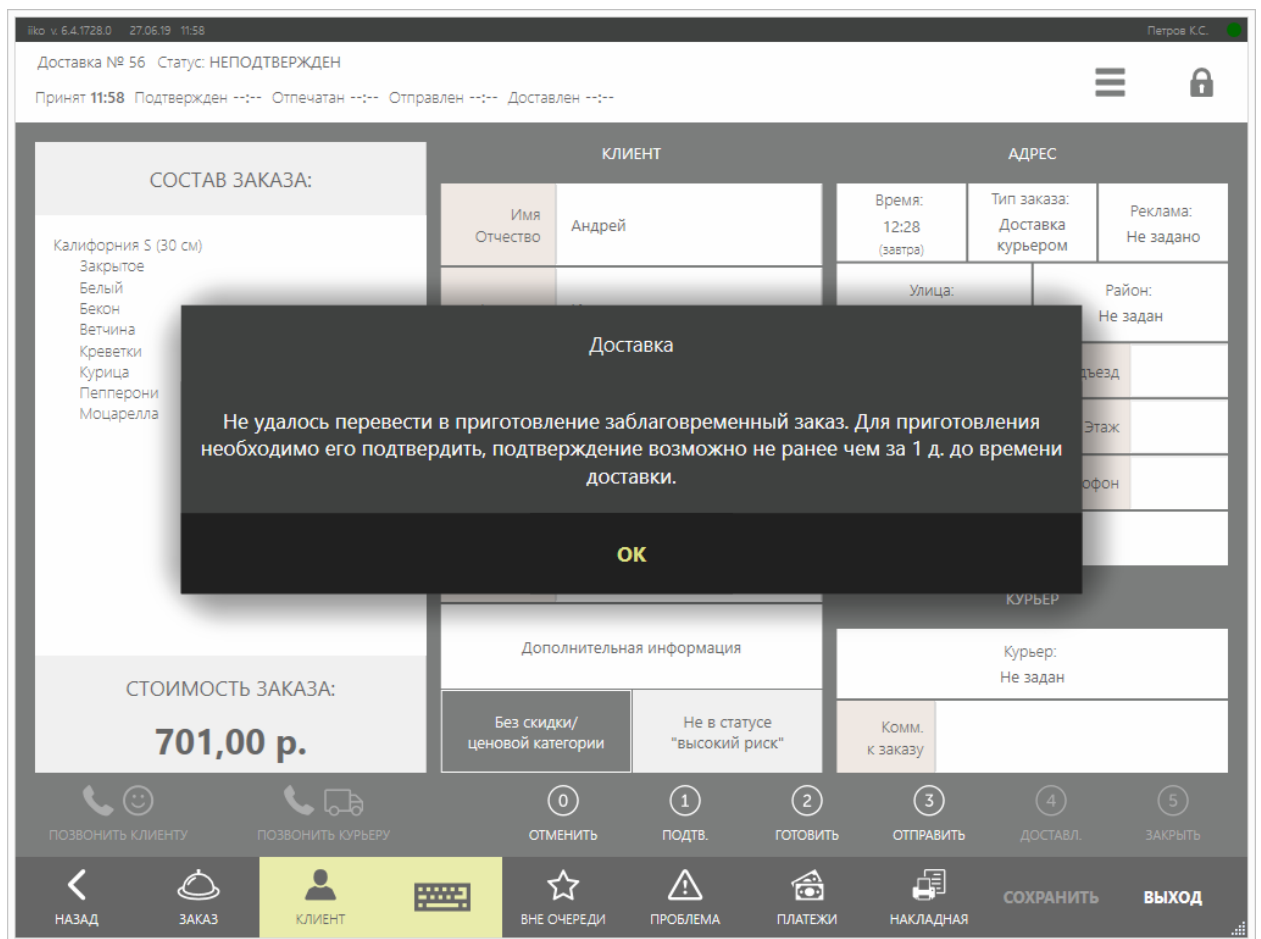 iiko v. 6.4.1728.0 27.06.19 11:58 Петров К.С.
Доставка № 56 Статус: НЕПОДТВЕРЖДЕН
Принят 11:58 Подтвержден --:-- Отпечатан --:-- Отправлен --:-- Доставлен --:--
СОСТАВ ЗАКАЗА:
Калифорния S (30 см)
Закрытое
Белый
Бекон
Ветчина
Креветки
Курица
Пепперони
Моцарелла
СТОИМОСТЬ ЗАКАЗА:
701,00 р.
КЛИЕНТ
Имя
Отчество
Андрей
АДРЕС
Время:
12:28
(завтра)
Тип заказа:
Доставка
курьером
Реклама:
Не задано
Улица:
Район:
Не задан
Этаж
Доставка
Не удалось перевести в приготовление заблаговременный заказ. Для приготовления
необходимо его подтвердить, подтверждение возможно не ранее чем за 1 д. до времени
доставки.
OK
Дополнительная информация
Без скидки/
ценовой категории
Не в статусе
"высокий риск"
КУРЬЕР
Курьер:
Не задан
Комм.
к заказу
ПОЗВОНИТЬ КЛИЕНТУ
ПОЗВОНИТЬ КУРЬЕРУ
0
ОТМЕНИТЬ
1
ПОДТВ.
2
ГОТОВИТЬ
3
ОТПРАВИТЬ
4
ДОСТАВЛ.
5
ЗАКРЫТЬ
НАЗАД
ЗАКАЗ
КЛИЕНТ
ВНЕ ОЧЕРЕДИ
ПРОБЛЕМА
ПЛАТЕЖИ
НАКЛАДНАЯ
СОХРАНИТЬ
ВЫХОД